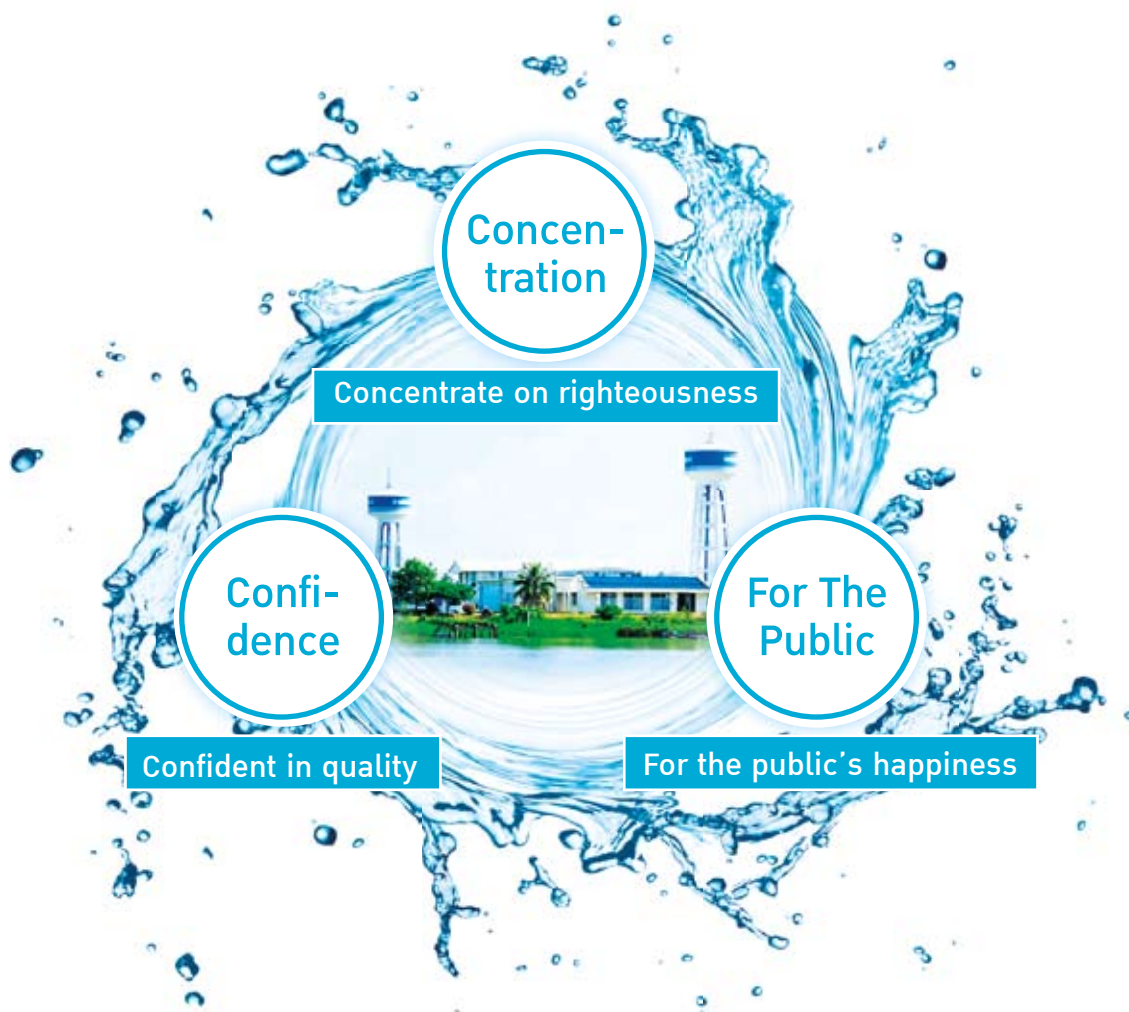 Concen-
tration
Concentrate on righteousness
Confi-
dence
Confident in quality
For The
Public
For the public’s happiness